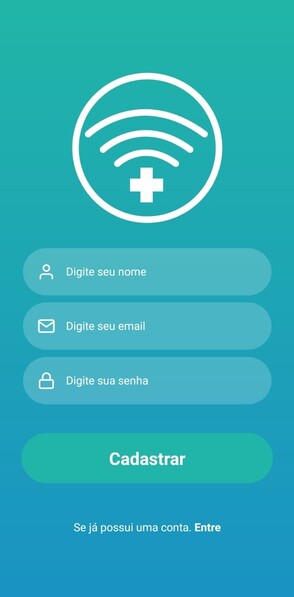 Digite seu nome
Digite seu email
Digite sua senha
Cadastrar
Se já possui uma conta. Entre